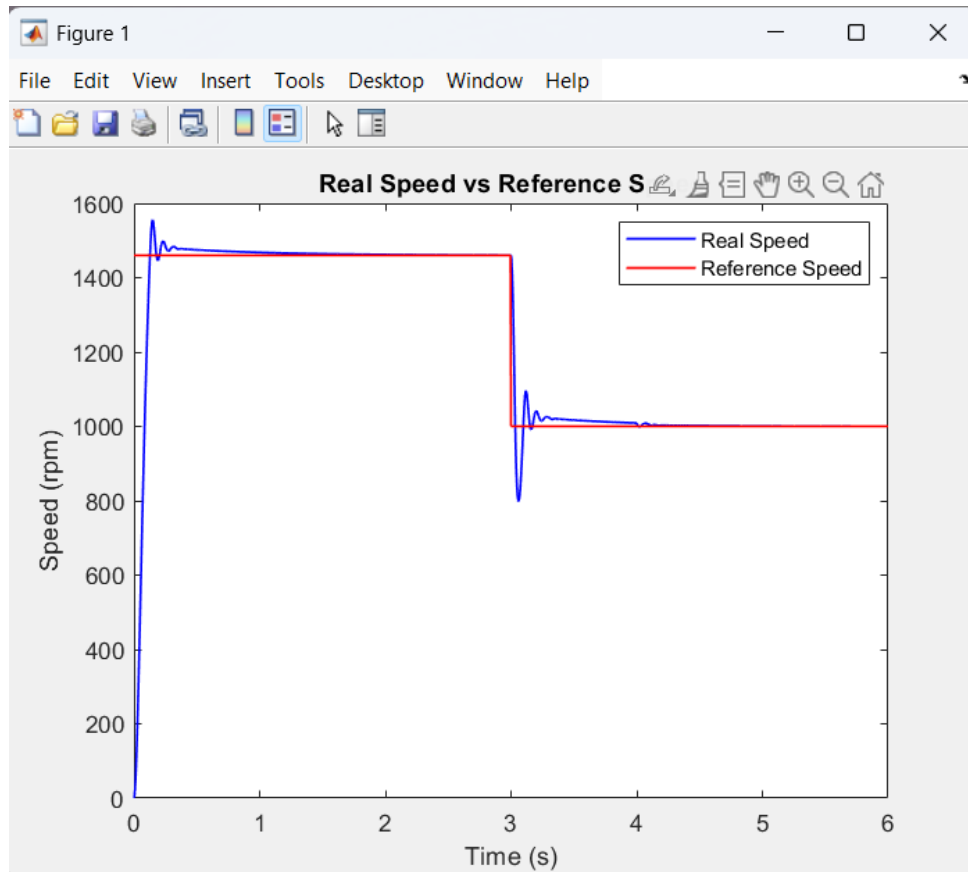 Figure 1
File Edit View Insert Tools Desktop Window Help
Real Speed vs Reference S
1600
1400
1200
1000
800
600
400
200
0
Speed (rpm)
Real Speed
Reference Speed
0 1 2 3 4 5 6
Time (s)